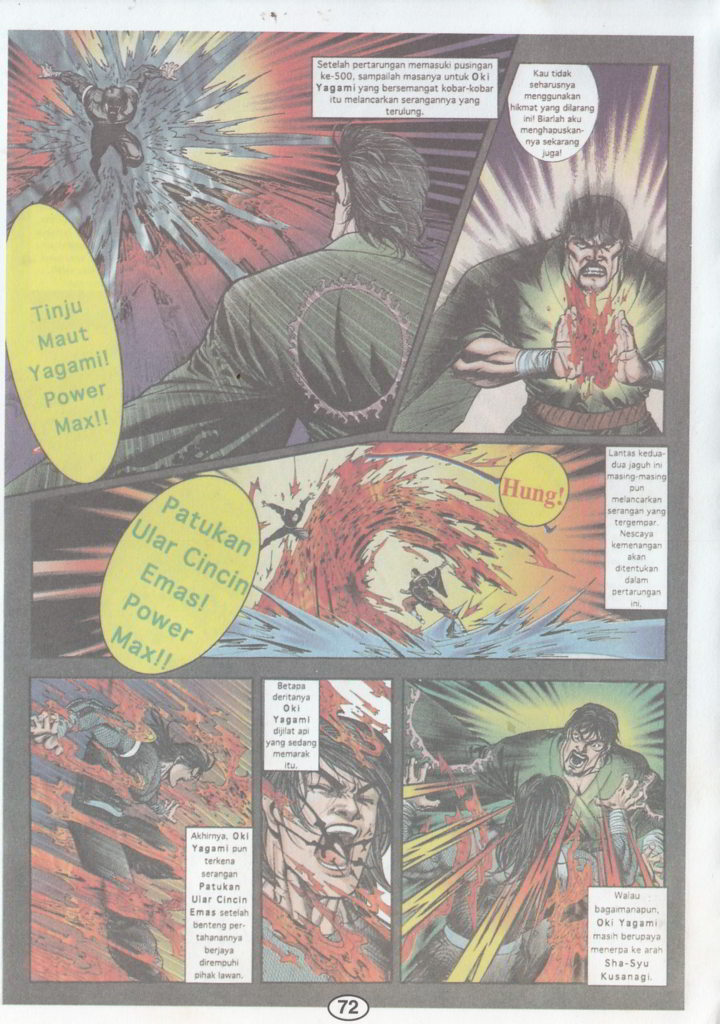 Setelah pertarungan memasuki pusingan
ke-500, sampailah masanya untuk Oki
Yagami yang bersemangat kobar-kobar
itu melancarkan serangannya yang
terulung.
Kau tidak
seharusnya
menggunakan
hikmat yang dilarang
ini! Biarlah aku
menghapuskan-
nya sekarang
juga!
Tinju
Maut
Yagami!
Power
Max!!
Patukan
Ular Cincin
Emas!
Power
Max!!
Hung!
Lantas kedua-
dua jaguh ini
masing-masing
pun
melancarkan
serangan yang
tergempar.
Nescaya
kemenangan
akan
ditentukan
dalam
pertarungan
ini.
Akhirnya, Oki
Yagami pun
terkena
serangan
Patukan
Ular Cincin
Emas setelah
benteng per-
tahanannya
berjaya
dirempuhi
pihak lawan.
Betapa
deritanya
Oki
Yagami
dijilat api
yang sedang
memarak
itu.
Walau
bagaimanapun,
Oki Yagami
masih berupaya
menerpa ke arah
Sha-Syu
Kusanagi.
72